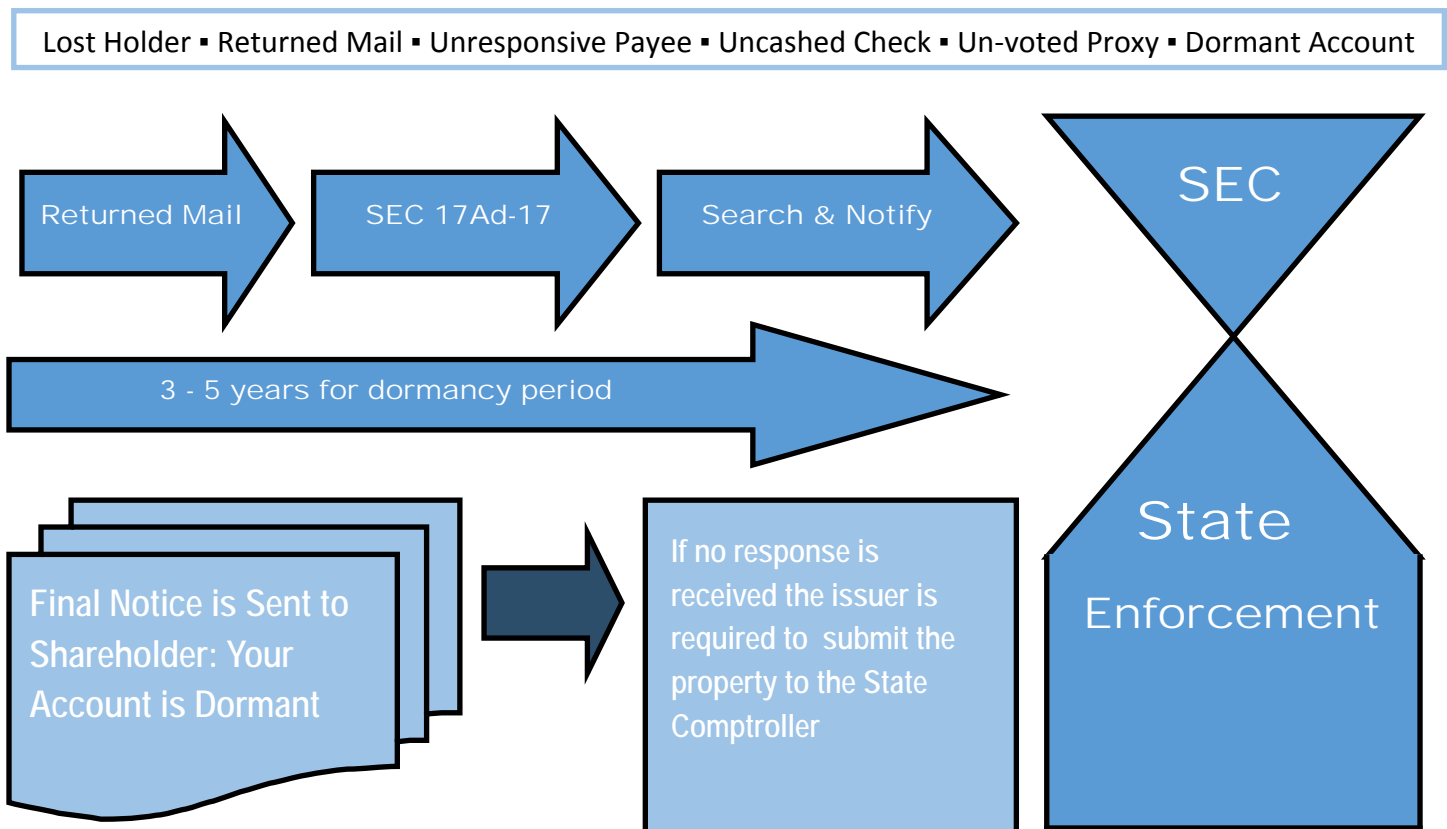 Lost Holder ▪ Returned Mail ▪ Unresponsive Payee ▪ Uncashed Check ▪ Un-voted Proxy ▪ Dormant Account
Returned Mail
SEC 17Ad-17
Search & Notify
SEC
3 - 5 years for dormancy period
Final Notice is Sent to
Shareholder: Your
Account is Dormant
If no response is
received the issuer is
required to  submit the
property to the State
Comptroller
State
Enforcement